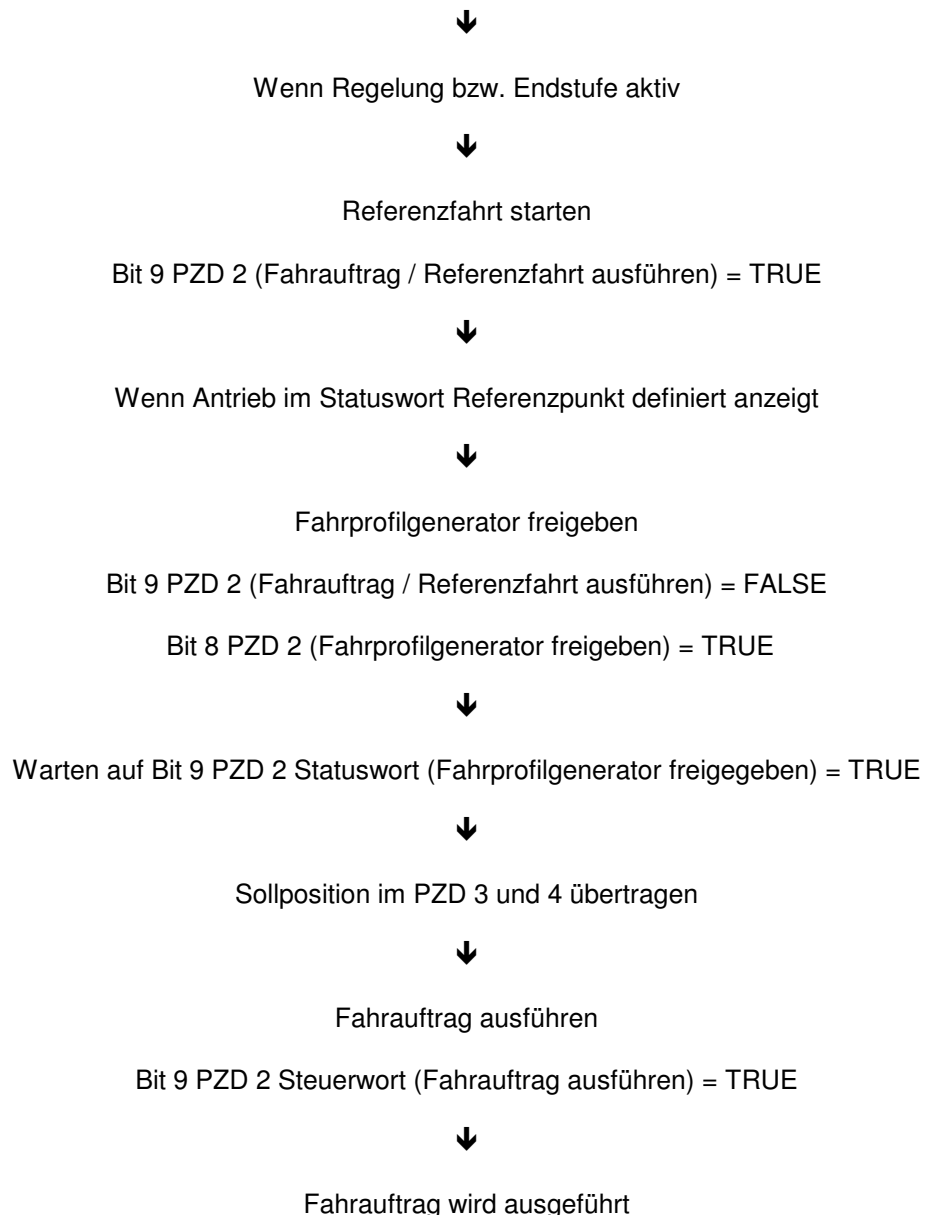 Wenn Regelung bzw. Endstufe aktiv
Referenzfahrt starten
Bit 9 PZD 2 (Fahrauftrag / Referenzfahrt ausführen) = TRUE
Wenn Antrieb im Statuswort Referenzpunkt definiert anzeigt
Fahrprofilgenerator freigeben
Bit 9 PZD 2 (Fahrauftrag / Referenzfahrt ausführen) = FALSE
Bit 8 PZD 2 (Fahrprofilgenerator freigeben) = TRUE
Warten auf Bit 9 PZD 2 Statuswort (Fahrprofilgenerator freigegeben) = TRUE
Sollposition im PZD 3 und 4 übertragen
Fahrauftrag ausführen
Bit 9 PZD 2 Steuerwort (Fahrauftrag ausführen) = TRUE
Fahrauftrag wird ausgeführt